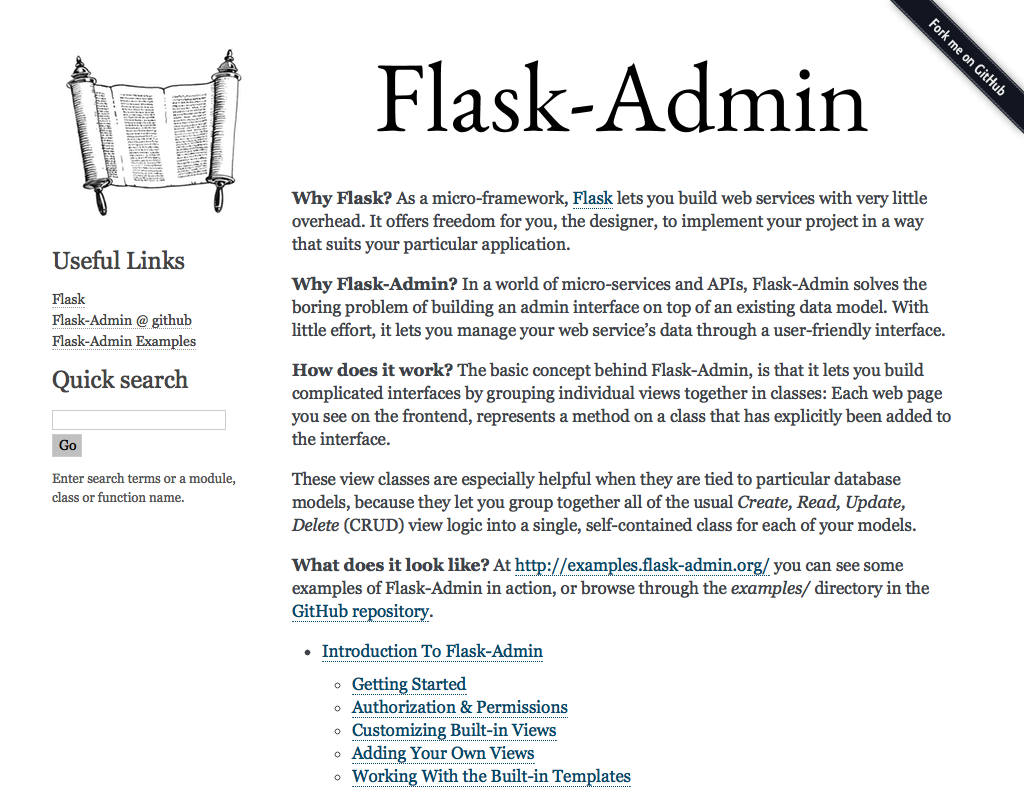 Fork me on GitHub
Flask-Admin
Useful Links
Flask
Flask-Admin @ github
Flask-Admin Examples
Quick search
Go
Enter search terms or a module,
class or function name.
Why Flask? As a micro-framework, Flask lets you build web services with very little
overhead. It offers freedom for you, the designer, to implement your project in a way
that suits your particular application.
Why Flask-Admin? In a world of micro-services and APIs, Flask-Admin solves the
boring problem of building an admin interface on top of an existing data model. With
little effort, it lets you manage your web service’s data through a user-friendly interface.
How does it work? The basic concept behind Flask-Admin, is that it lets you build
complicated interfaces by grouping individual views together in classes: Each web page
you see on the frontend, represents a method on a class that has explicitly been added to
the interface.
These view classes are especially helpful when they are tied to particular database
models, because they let you group together all of the usual Create, Read, Update,
Delete (CRUD) view logic into a single, self-contained class for each of your models.
What does it look like? At http://examples.flask-admin.org/ you can see some
examples of Flask-Admin in action, or browse through the examples/ directory in the
GitHub repository.
• Introduction To Flask-Admin
◦ Getting Started
◦ Authorization & Permissions
◦ Customizing Built-in Views
◦ Adding Your Own Views
◦ Working With the Built-in Templates